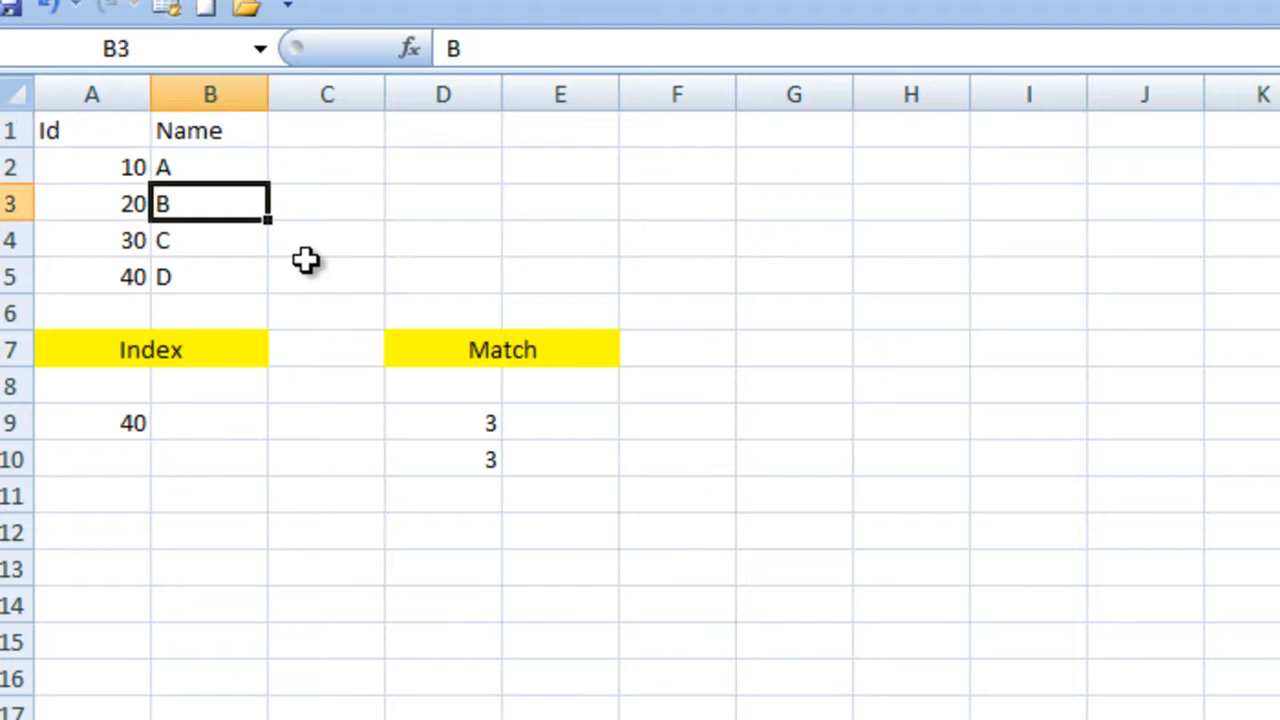 B3 fx B
A B C D E F G H I J K
1 Id Name
2 10 A
3 20 B
4 30 C
5 40 D
6
7 Index Match
8
9 40 3
10 3
11
12
13
14
15
16
17